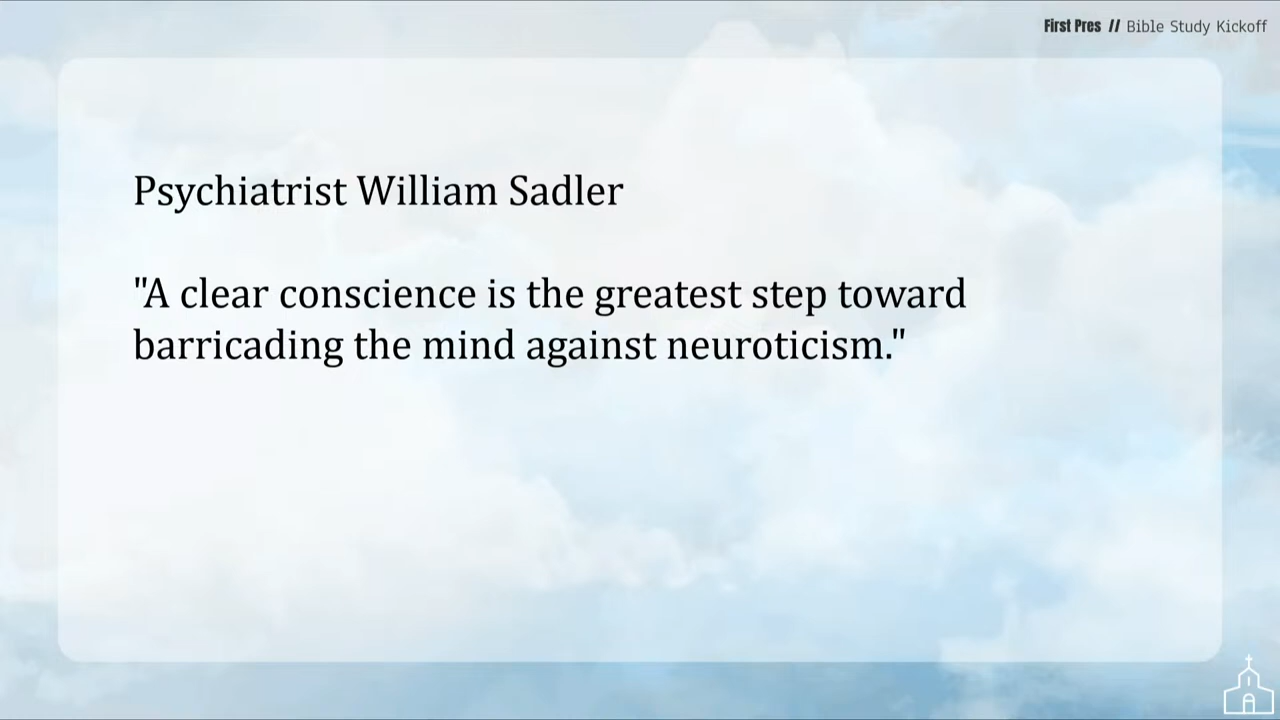 First Pres // Bible Study Kickoff
Psychiatrist William Sadler
"A clear conscience is the greatest step toward
barricading the mind against neuroticism."